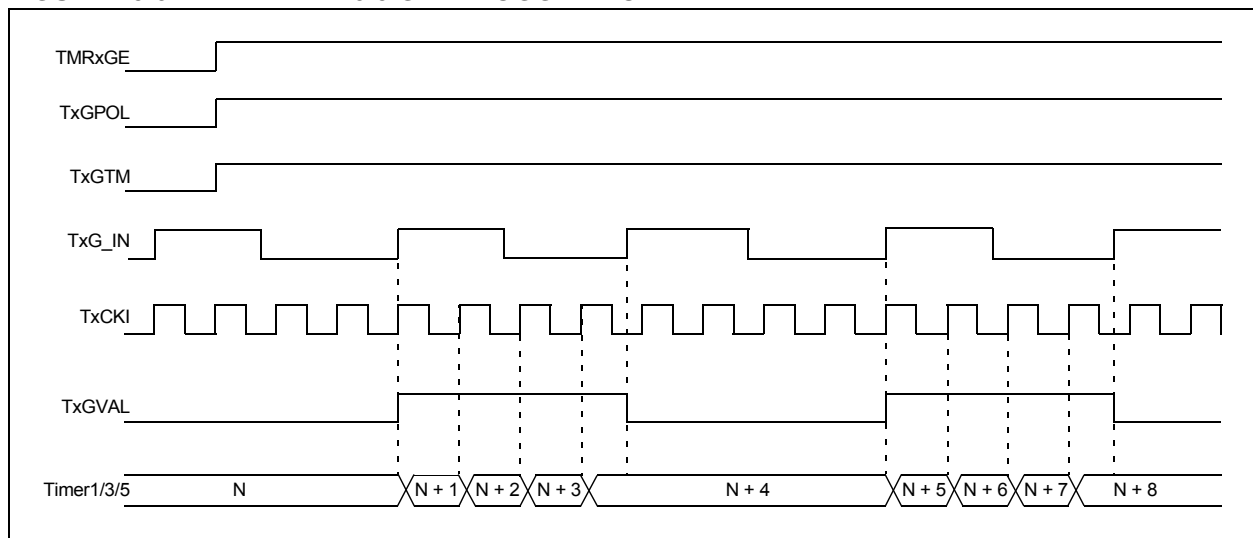 TMRxGE
TxGPOL
TxGTM
TxG_IN
TxCKI
TxGVAL
Timer1/3/5 N N + 1 N + 2 N + 3 N + 4 N + 5 N + 6 N + 7 N + 8